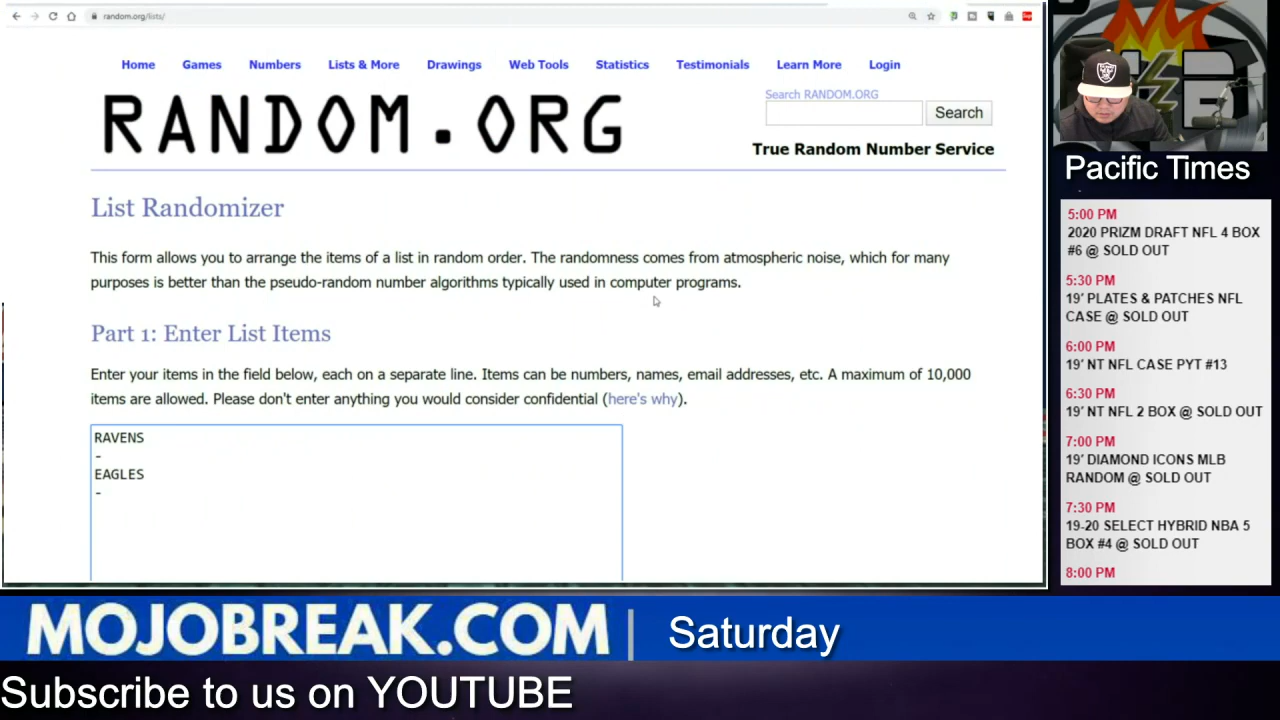 random.org/lists/
Home Games Numbers Lists & More Drawings Web Tools Statistics Testimonials Learn More Login
RANDOM.ORG
Search RANDOM.ORG
Search
True Random Number Service
List Randomizer
This form allows you to arrange the items of a list in random order. The randomness comes from atmospheric noise, which for many
purposes is better than the pseudo-random number algorithms typically used in computer programs.
Part 1: Enter List Items
Enter your items in the field below, each on a separate line. Items can be numbers, names, email addresses, etc. A maximum of 10,000
items are allowed. Please don't enter anything you would consider confidential (here's why).
RAVENS
-
EAGLES
-
Pacific Times
5:00 PM
2020 PRIZM DRAFT NFL 4 BOX
#6 @ SOLD OUT
5:30 PM
19' PLATES & PATCHES NFL
CASE @ SOLD OUT
6:00 PM
19' NT NFL CASE PYT #13
6:30 PM
19' NT NFL 2 BOX @ SOLD OUT
7:00 PM
19' DIAMOND ICONS MLB
RANDOM @ SOLD OUT
7:30 PM
19-20 SELECT HYBRID NBA 5
BOX #4 @ SOLD OUT
8:00 PM
MOJOBREAK.COM | Saturday
Subscribe to us on YOUTUBE